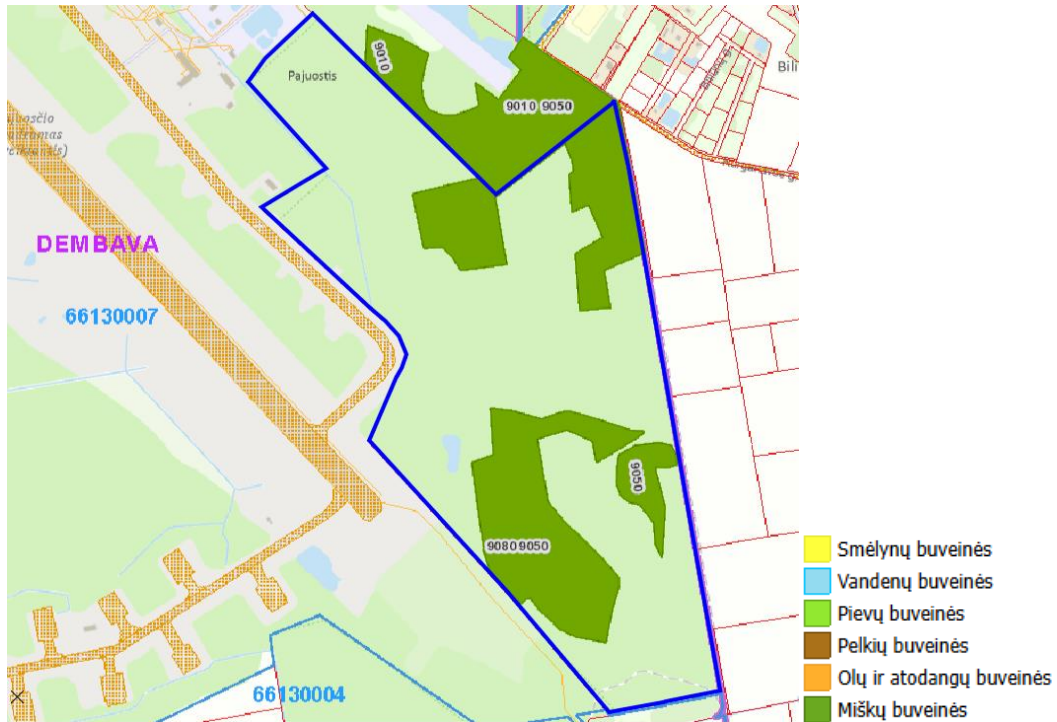 9010
Pajuostis
Bili
9010 9050
DEMBAVA
66130007
9050
9080 9050
66130004
Smėlynų buveinės
Vandenų buveinės
Pievų buveinės
Pelkių buveinės
Olų ir atodangų buveinės
Miškų buveinės